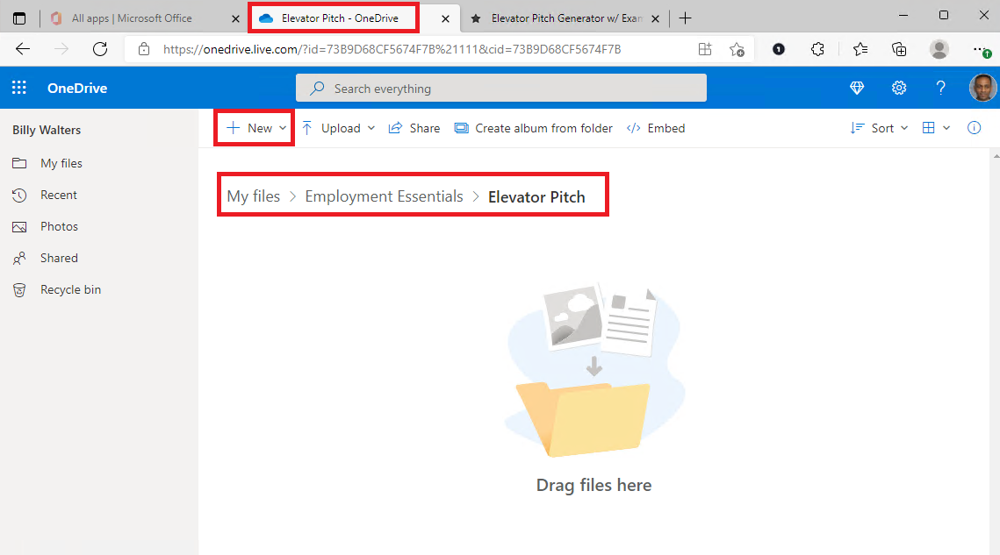 All apps | Microsoft Office
Elevator Pitch - OneDrive
Elevator Pitch Generator w/ Exan
https://onedrive.live.com/?id=73B9D68CF5674F7B%21111&cid=73B9D68CF5674F7B
1
OneDrive
Search everything
?
Billy Walters
New
Upload
Share
Create album from folder
Embed
Sort
My files
Recent
Photos
Shared
Recycle bin
My files > Employment Essentials > Elevator Pitch
Drag files here